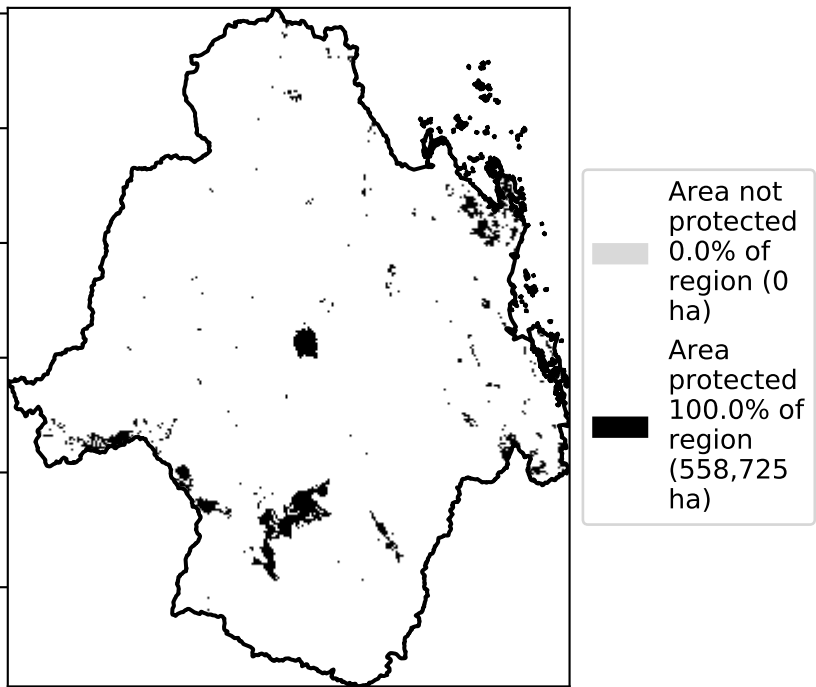 Area not
protected
0.0% of
region (0
ha)
Area
protected
100.0% of
region
(558,725
ha)